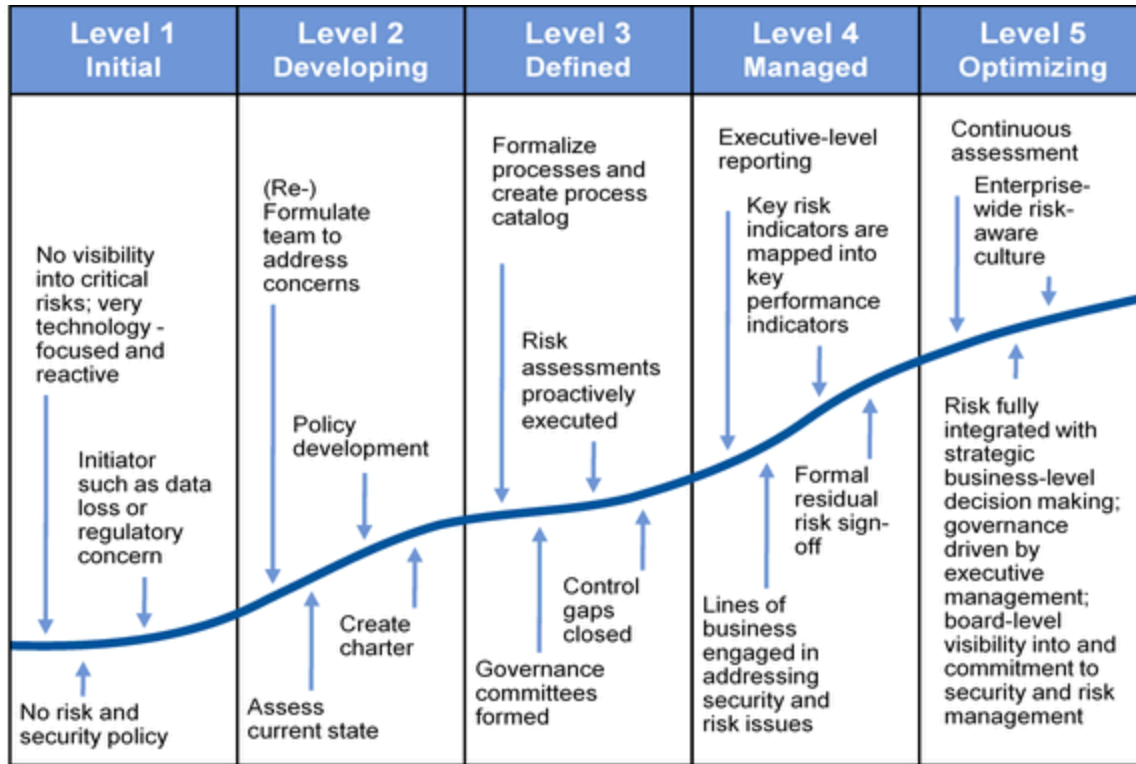 Level 1
Initial
Level 2
Developing
Level 3
Defined
Level 4
Managed
Level 5
Optimizing
No visibility
into critical
risks; very
technology -
focused and
reactive
Initiator
such as data
loss or
regulatory
concern
No risk and
security policy
(Re-)
Formulate
team to
address
concerns
Policy
development
Create
charter
Assess
current state
Formalize
processes and
create process
catalog
Risk
assessments
proactively
executed
Control
gaps
closed
Governance
committees
formed
Executive-level
reporting
Key risk
indicators are
mapped into
key
performance
indicators
Formal
residual
risk sign-
off
Lines of
business
engaged in
addressing
security and
risk issues
Continuous
assessment
Enterprise-
wide risk-
aware
culture
Risk fully
integrated with
strategic
business-level
decision making;
governance
driven by
executive
management;
board-level
visibility into and
commitment to
security and risk
management